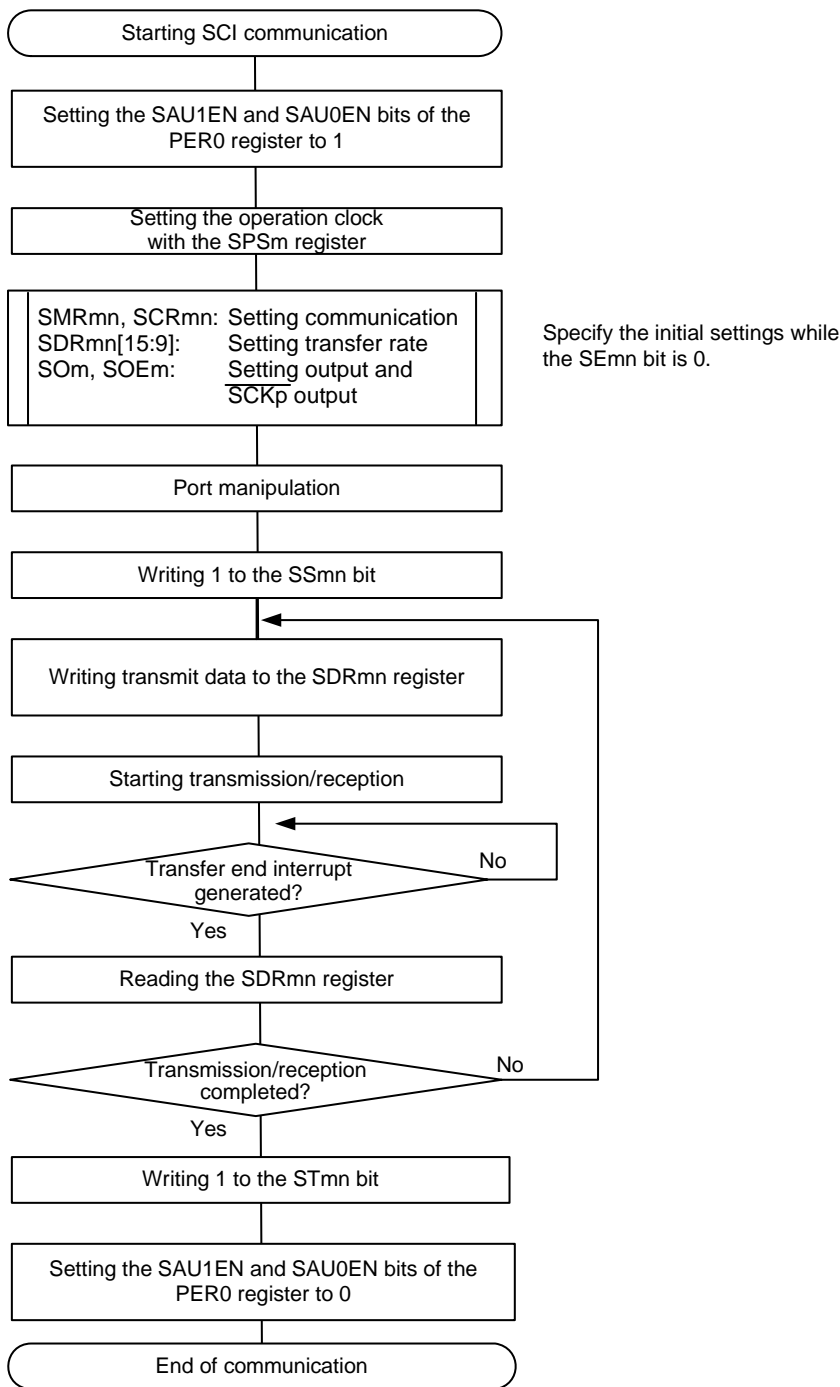 Starting SCI communication
Setting the SAU1EN and SAU0EN bits of the
PER0 register to 1
Setting the operation clock
with the SPSm register
SMRmn, SCRmn: Setting communication
SDRmn[15:9]: Setting transfer rate
SOm, SOEm: Setting output and
SCKp output
Specify the initial settings while
the SEmn bit is 0.
Port manipulation
Writing 1 to the SSmn bit
Writing transmit data to the SDRmn register
Starting transmission/reception
Transfer end interrupt
generated?
No
Yes
Reading the SDRmn register
Transmission/reception
completed?
No
Yes
Writing 1 to the STmn bit
Setting the SAU1EN and SAU0EN bits of the
PER0 register to 0
End of communication